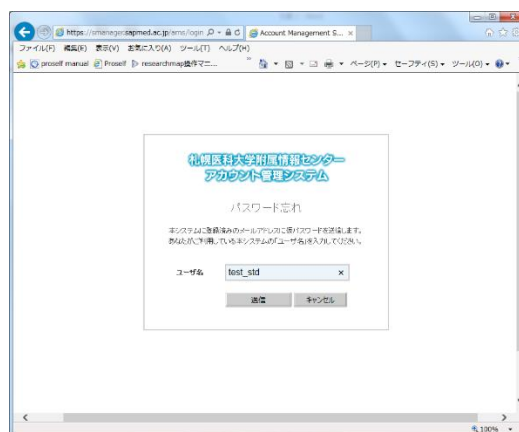 https://smanager.sapmed.ac.jp/ams/login
Account Management S...
ファイル(F) 編集(E) 表示(V) お気に入り(A) ツール(T) ヘルプ(H)
proself manual Proself researchmap操作マニ... ページ(P) セーフティ(S) ツール(O)
札幌医科大学附属情報センター
アカウント管理システム
パスワード忘れ
本システムに登録済みのメールアドレスに仮パスワードを送信します。
あなたがご利用している本システムの「ユーザ名」を入力してください。
ユーザ名 test_std ×
送信 キャンセル
100%